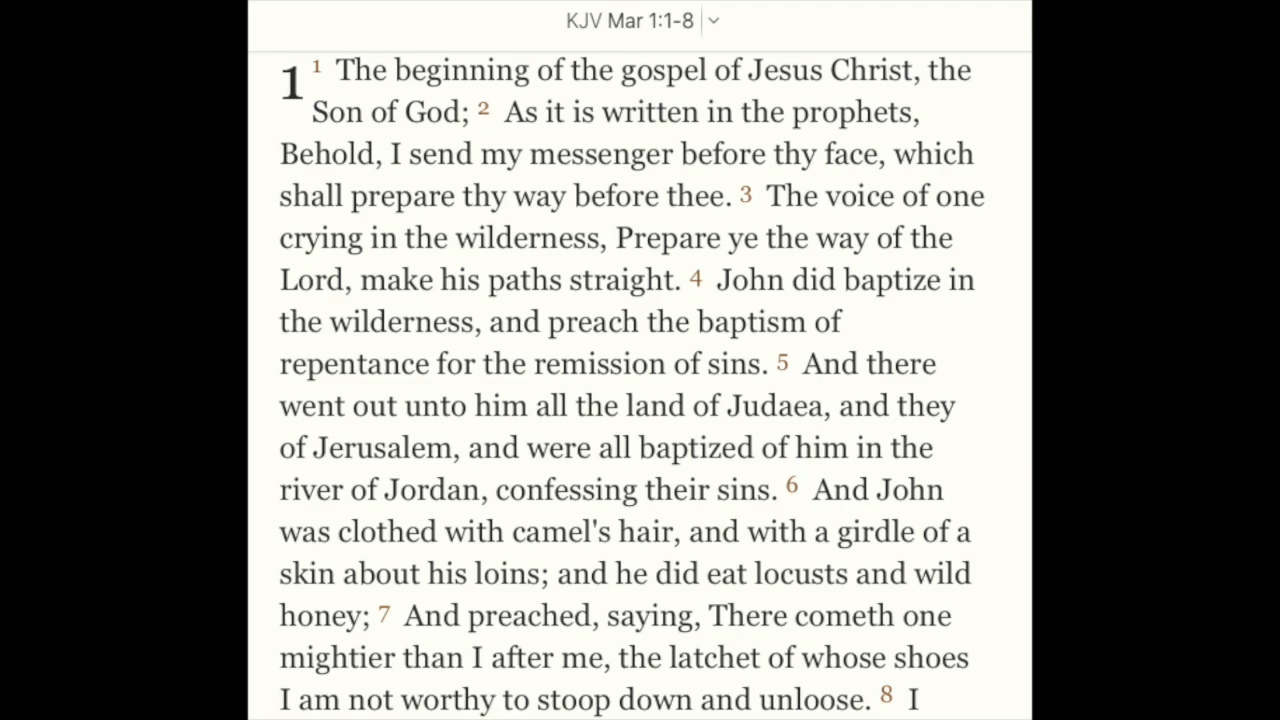 KJV Mar 1:1-8
1 1 The beginning of the gospel of Jesus Christ, the
Son of God; 2 As it is written in the prophets,
Behold, I send my messenger before thy face, which
shall prepare thy way before thee. 3 The voice of one
crying in the wilderness, Prepare ye the way of the
Lord, make his paths straight. 4 John did baptize in
the wilderness, and preach the baptism of
repentance for the remission of sins. 5 And there
went out unto him all the land of Judaea, and they
of Jerusalem, and were all baptized of him in the
river of Jordan, confessing their sins. 6 And John
was clothed with camel's hair, and with a girdle of a
skin about his loins; and he did eat locusts and wild
honey; 7 And preached, saying, There cometh one
mightier than I after me, the latchet of whose shoes
I am not worthy to stoop down and unloose. 8 I